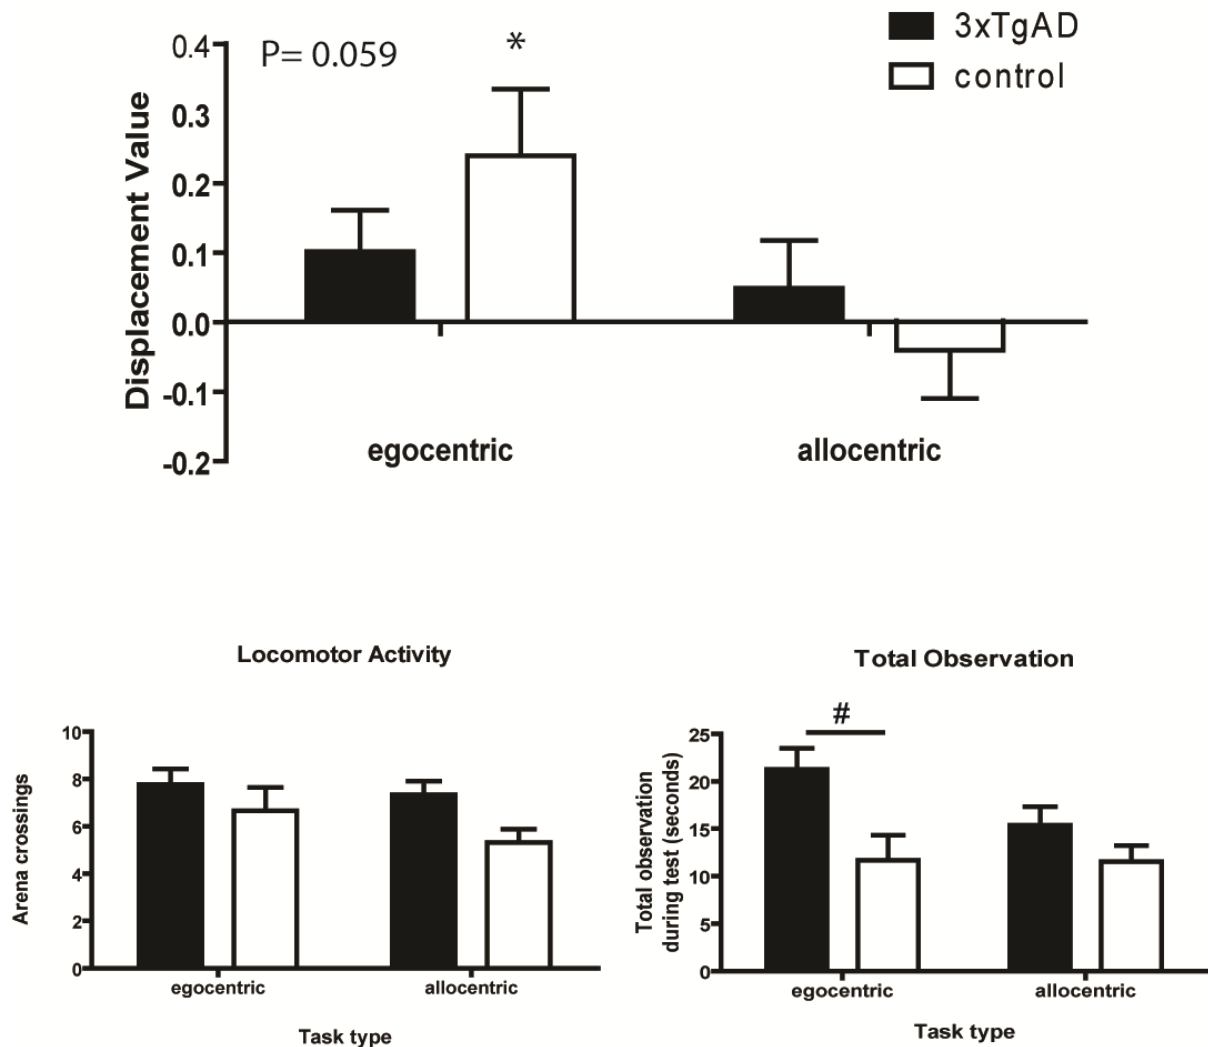 3xTgAD
control
P= 0.059
*
Displacement Value
0.4
0.3
0.2
0.1
0.0
-0.1
-0.2
egocentric
allocentric
Locomotor Activity
Arena crossings
10
8
6
4
2
0
egocentric
allocentric
Task type
Total Observation
#
Total observation
during test (seconds)
25
20
15
10
5
0
egocentric
allocentric
Task type